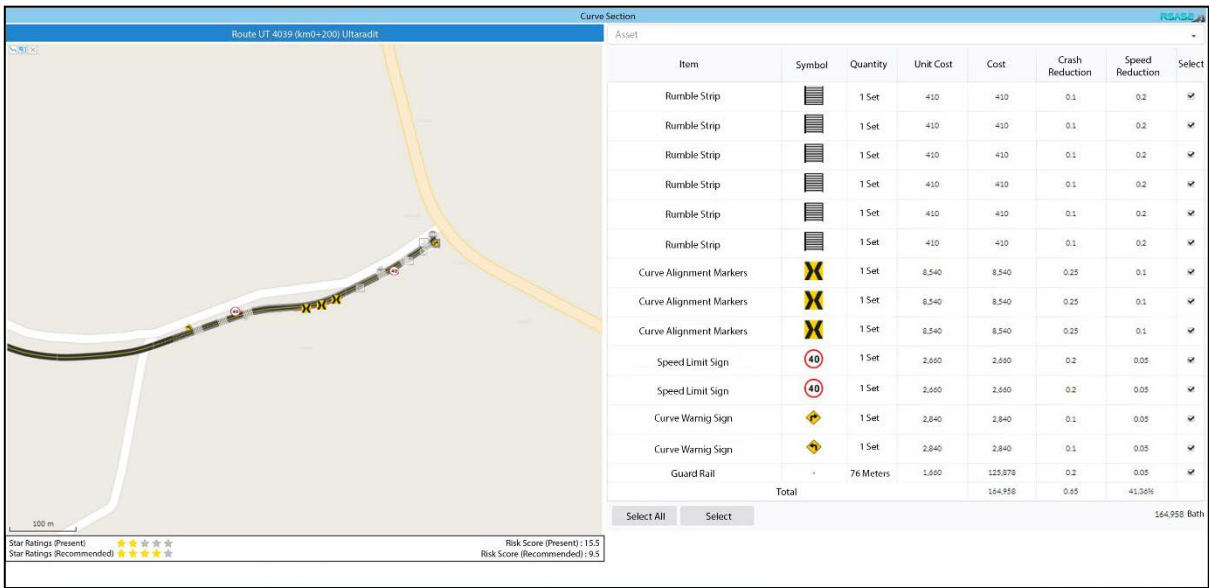 Curve Section
RSAS
Route UT 4039 (km0+200) Ultaradit
Asset
Item Symbol Quantity Unit Cost Cost Crash Reduction Speed Reduction Select
Rumble Strip 1 Set 410 410 0.1 0.2
Rumble Strip 1 Set 410 410 0.1 0.2
Rumble Strip 1 Set 410 410 0.1 0.2
Rumble Strip 1 Set 410 410 0.1 0.2
Rumble Strip 1 Set 410 410 0.1 0.2
Rumble Strip 1 Set 410 410 0.1 0.2
Curve Alignment Markers 1 Set 8,540 8,540 0.25 0.1
Curve Alignment Markers 1 Set 8,540 8,540 0.25 0.1
Curve Alignment Markers 1 Set 8,540 8,540 0.25 0.1
Speed Limit Sign 40 1 Set 2,660 2,660 0.2 0.05
Speed Limit Sign 40 1 Set 2,660 2,660 0.2 0.05
Curve Warnig Sign 1 Set 2,840 2,840 0.1 0.05
Curve Warnig Sign 1 Set 2,840 2,840 0.1 0.05
Guard Rail - 76 Meters 1,660 125,878 0.2 0.05
Total 164,958 0.65 41.36%
Select All Select 164,958 Bath
40
40
100 m
Star Ratings (Present) Risk Score (Present) : 15.5
Star Ratings (Recommended) Risk Score (Recommended) : 9.5